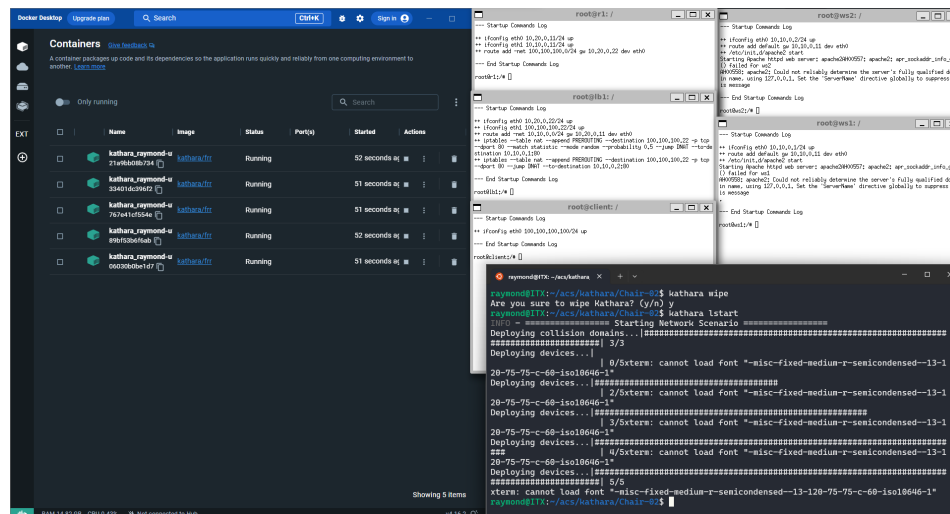 Docker Desktop Upgrade plan Search Ctrl+K Sign in
Containers Give feedback
A container packages up code and its dependencies so the application runs quickly and reliably from one computing environment to
another. Learn more
Only running
Search
EXT
Name Image Status Port(s) Started Actions
kathara_raymond-u
21a9bb08b734
kathara/frr Running 52 seconds ag
kathara_raymond-u
33401dc396f2
kathara/frr Running 51 seconds ag
kathara_raymond-u
767e41cf554e
kathara/frr Running 51 seconds ag
kathara_raymond-u
89bf53b6f6ab
kathara/frr Running 52 seconds ag
kathara_raymond-u
06030b0be1d7
kathara/frr Running 51 seconds ag
Showing 5 items
root@r1: /
--- Startup Commands Log
++ ifconfig eth0 10.20.0.11/24 up
++ ifconfig eth1 10.10.0.11/24 up
++ route add -net 100.100.100.0/24 gw 10.20.0.22 dev eth0
--- End Startup Commands Log
root@r1:/#
root@lb1: /
--- Startup Commands Log
++ ifconfig eth0 10.20.0.22/24 up
++ ifconfig eth1 100.100.100.22/24 up
++ route add -net 10.10.0.0/24 gw 10.20.0.11 dev eth0
++ iptables --table nat --append PREROUTING --destination 100.100.100.22 -p tcp
--dport 80 --match statistic --mode random --probability 0.5 --jump DNAT --to-de
stination 10.10.0.1:80
++ iptables --table nat --append PREROUTING --destination 100.100.100.22 -p tcp
--dport 80 --jump DNAT --to-destination 10.10.0.2:80
--- End Startup Commands Log
root@lb1:/#
root@client: /
--- Startup Commands Log
++ ifconfig eth0 100.100.100.100/24 up
--- End Startup Commands Log
root@client:/#
root@ws2: /
--- Startup Commands Log
++ ifconfig eth0 10.10.0.2/24 up
++ route add default gw 10.10.0.11 dev eth0
++ /etc/init.d/apache2 start
Starting Apache httpd web server: apache2AH00557: apache2: apr_sockaddr_info_g
() failed for ws2
AH00558: apache2: Could not reliably determine the server's fully qualified do
in name, using 127.0.0.1. Set the 'ServerName' directive globally to suppress
is message
.
--- End Startup Commands Log
root@ws2:/#
root@ws1: /
--- Startup Commands Log
++ ifconfig eth0 10.10.0.1/24 up
++ route add default gw 10.10.0.11 dev eth0
++ /etc/init.d/apache2 start
Starting Apache httpd web server: apache2AH00557: apache2: apr_sockaddr_info_g
() failed for ws1
AH00558: apache2: Could not reliably determine the server's fully qualified do
in name, using 127.0.0.1. Set the 'ServerName' directive globally to suppress
is message
.
--- End Startup Commands Log
root@ws1:/#
raymond@ITX: ~/acs/kathara
raymond@ITX:~/acs/kathara/Chair-02$ kathara wipe
Are you sure to wipe Kathara? (y/n) y
raymond@ITX:~/acs/kathara/Chair-02$ kathara lstart
INFO - ================= Starting Network Scenario =================
Deploying collision domains...|##############################################################
######################| 3/3
Deploying devices...|
| 0/5xterm: cannot load font "-misc-fixed-medium-r-semicondensed--13-1
20-75-75-c-60-iso10646-1"
Deploying devices...|#####################################
| 2/5xterm: cannot load font "-misc-fixed-medium-r-semicondensed--13-1
20-75-75-c-60-iso10646-1"
Deploying devices...|#######################################################
| 3/5xterm: cannot load font "-misc-fixed-medium-r-semicondensed--13-1
20-75-75-c-60-iso10646-1"
Deploying devices...|########################################################################
### | 4/5xterm: cannot load font "-misc-fixed-medium-r-semicondensed--13-1
20-75-75-c-60-iso10646-1"
Deploying devices...|########################################################################
######################| 5/5
xterm: cannot load font "-misc-fixed-medium-r-semicondensed--13-120-75-75-c-60-iso10646-1"
raymond@ITX:~/acs/kathara/Chair-02$